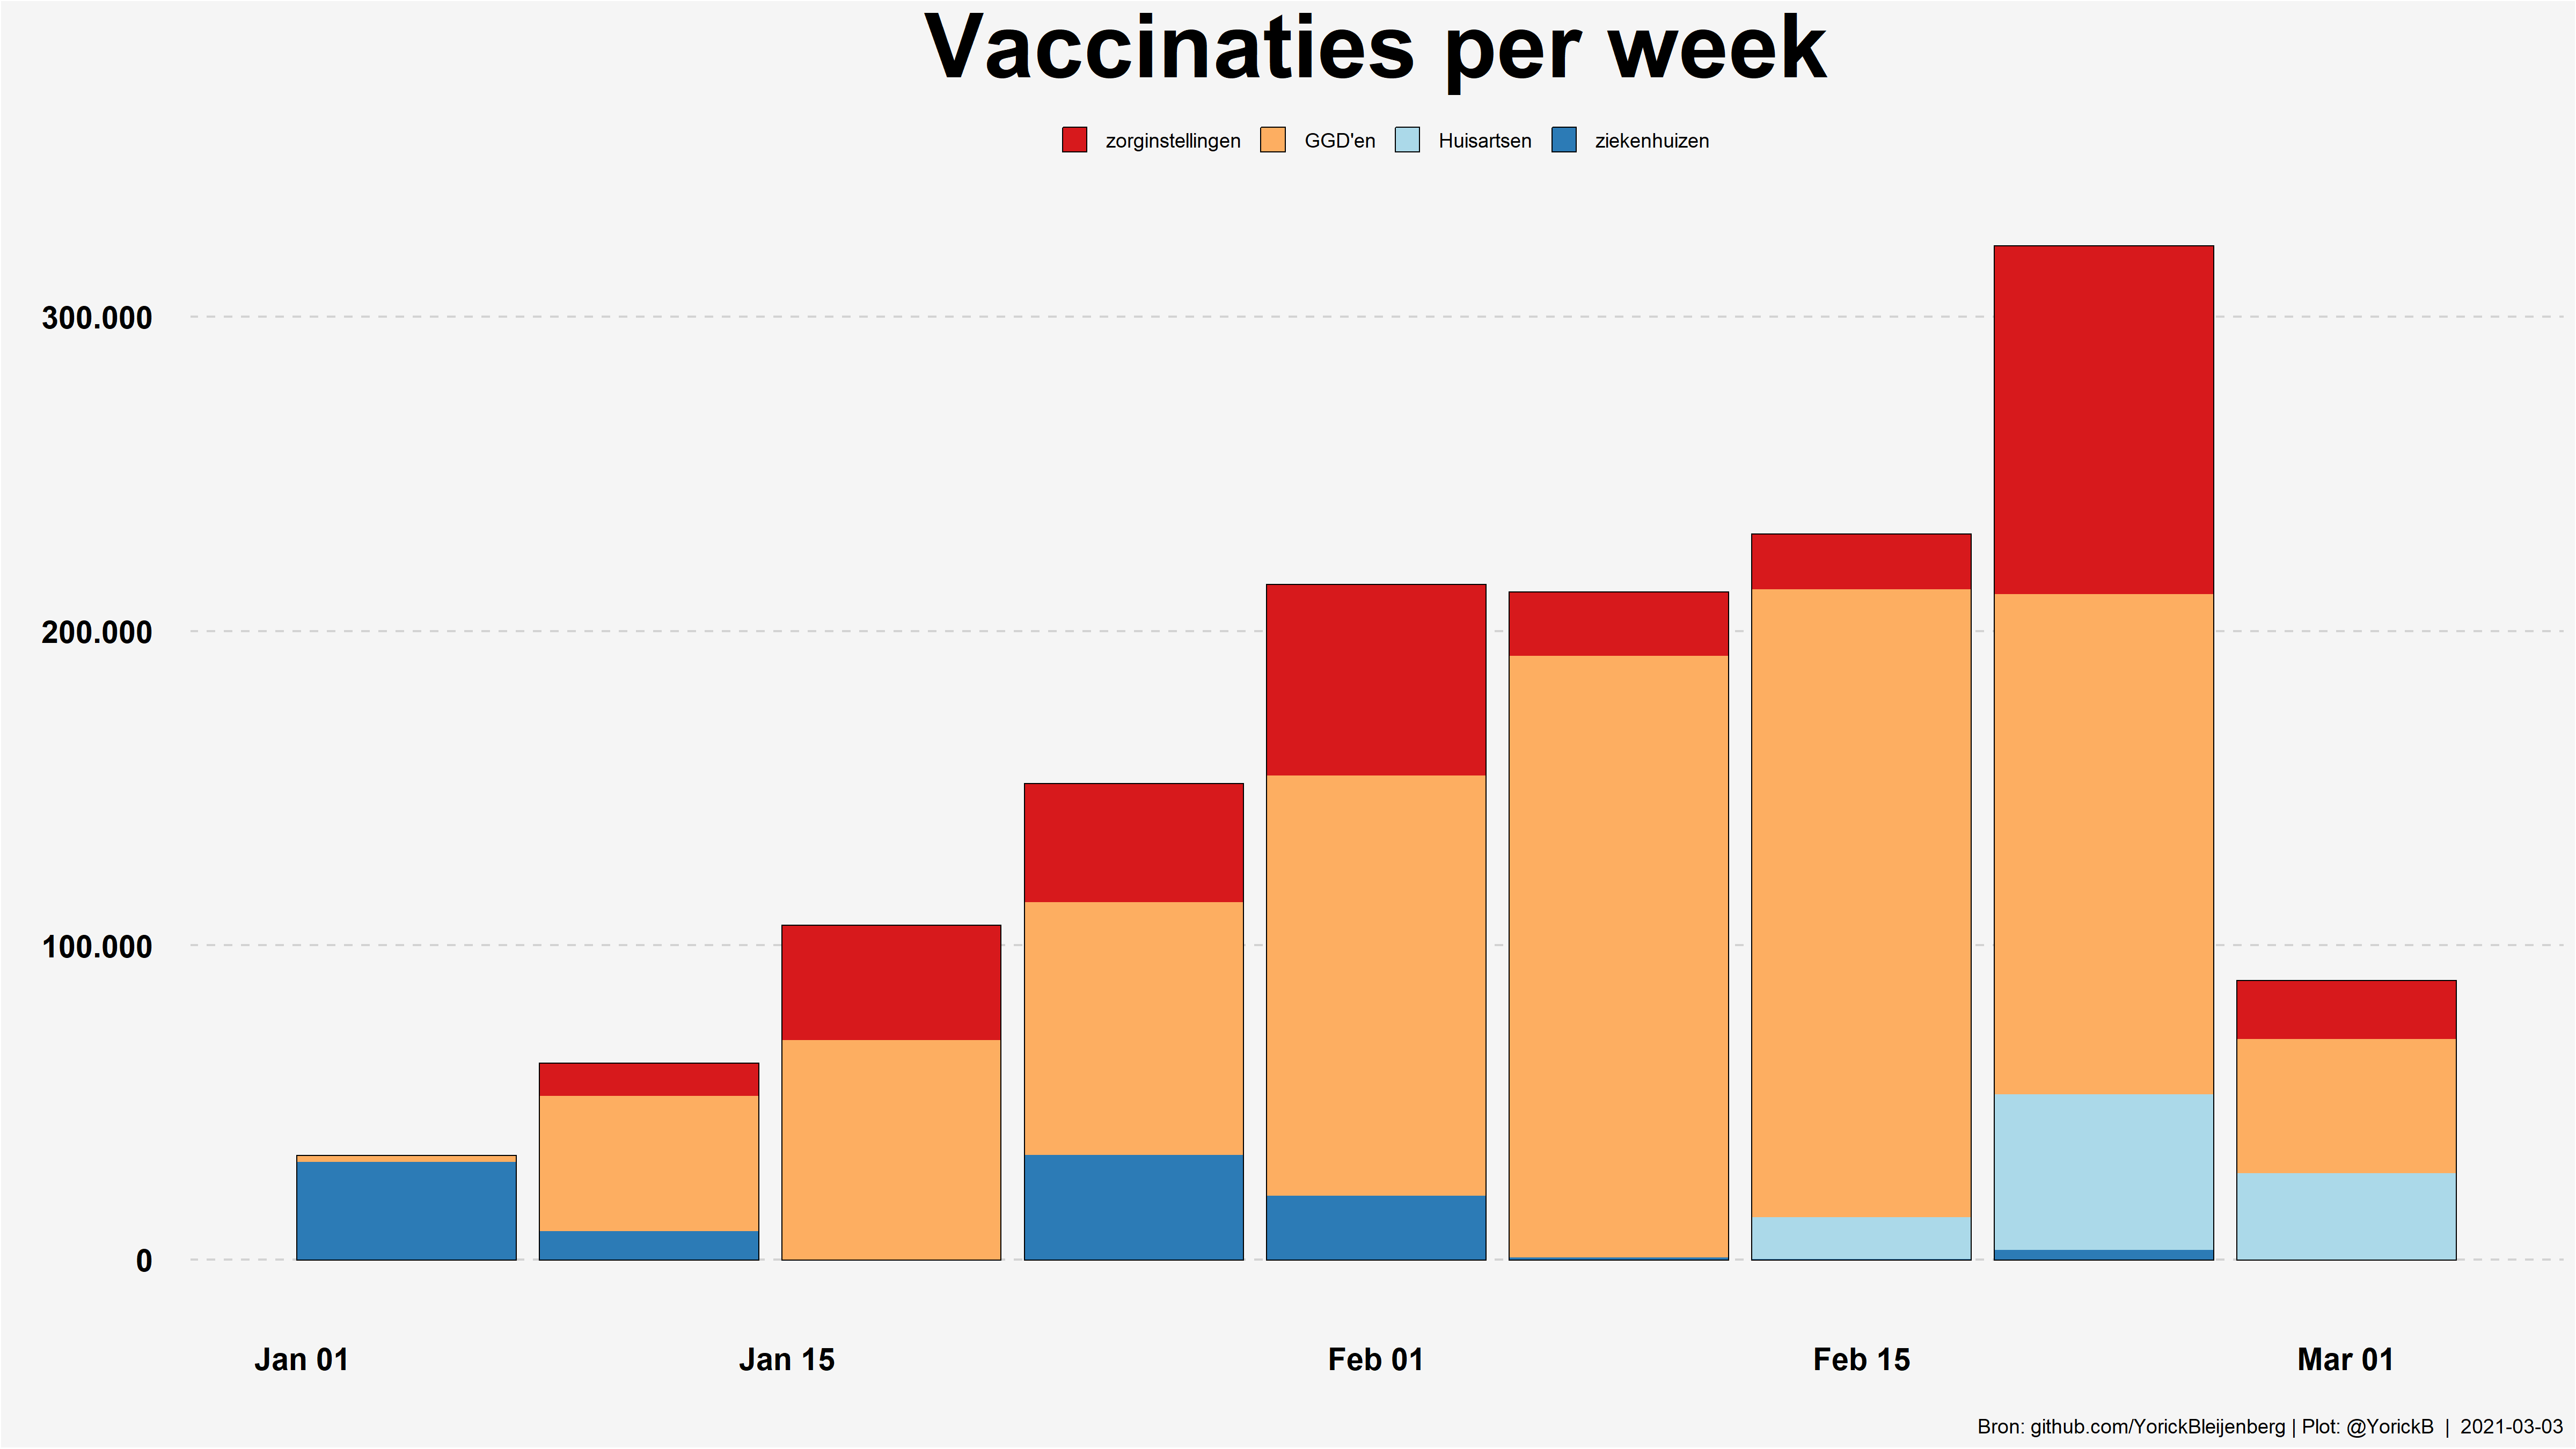 Vaccinaties per week
zorginstellingen GGD'en Huisartsen ziekenhuizen
300.000
200.000
100.000
0
Jan 01 Jan 15 Feb 01 Feb 15 Mar 01
Bron: github.com/YorickBleijenberg | Plot: @YorickB | 2021-03-03